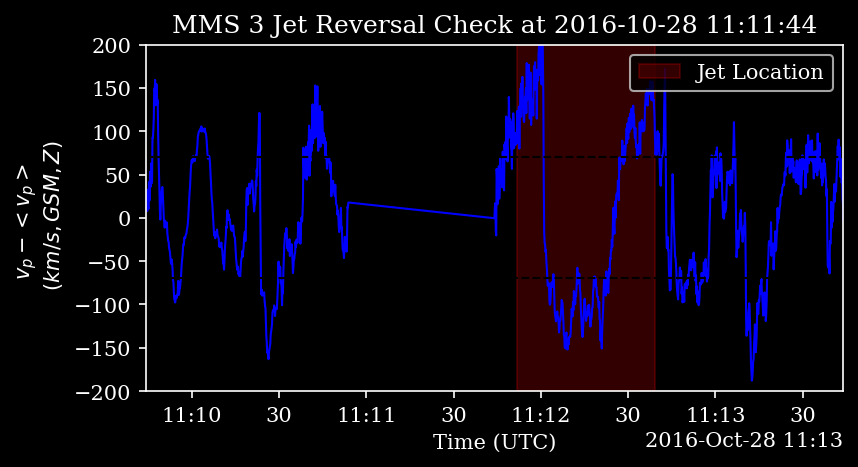 MMS 3 Jet Reversal Check at 2016-10-28 11:11:44
200
150
100
50
0
−50
−100
−150
−200
v_p − < v_p >
(km/s, GSM, Z)
Jet Location
11:10
30
11:11
30
11:12
30
11:13
30
Time (UTC)
2016-Oct-28 11:13